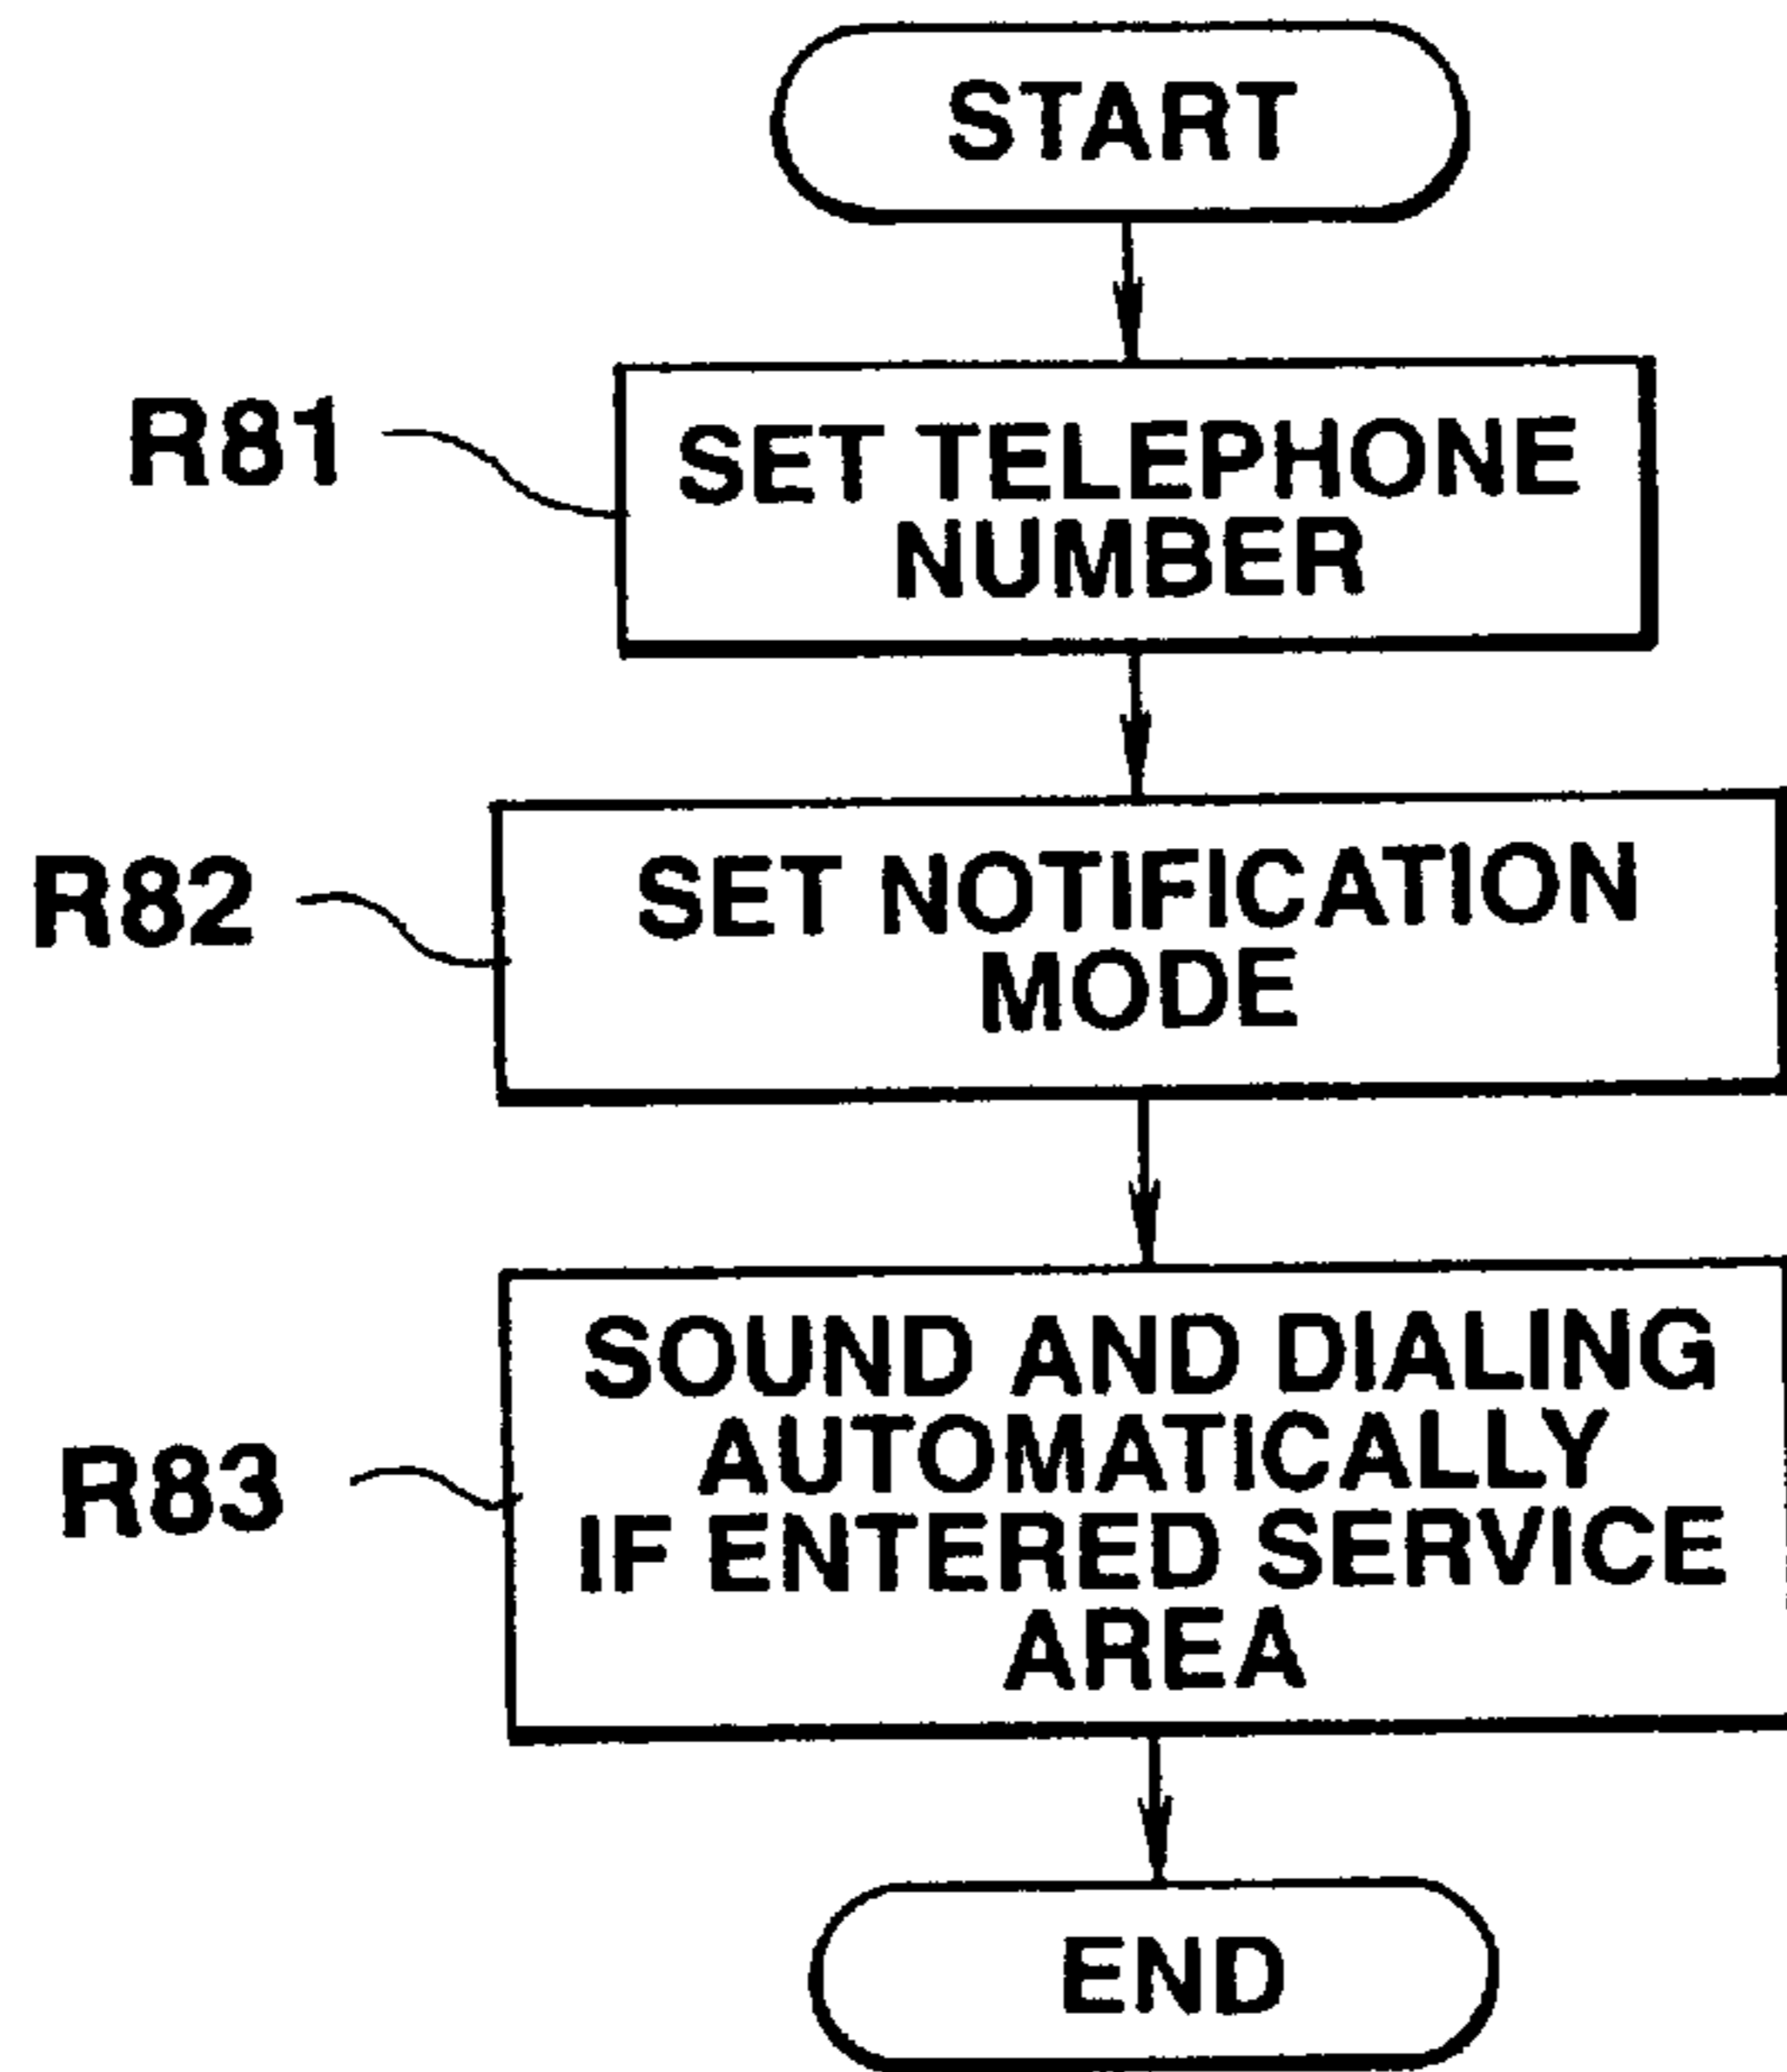 START
R81
SET TELEPHONE
NUMBER
R82
SET NOTIFICATION
MODE
R83
SOUND AND DIALING
AUTOMATICALLY
IF ENTERED SERVICE
AREA
END